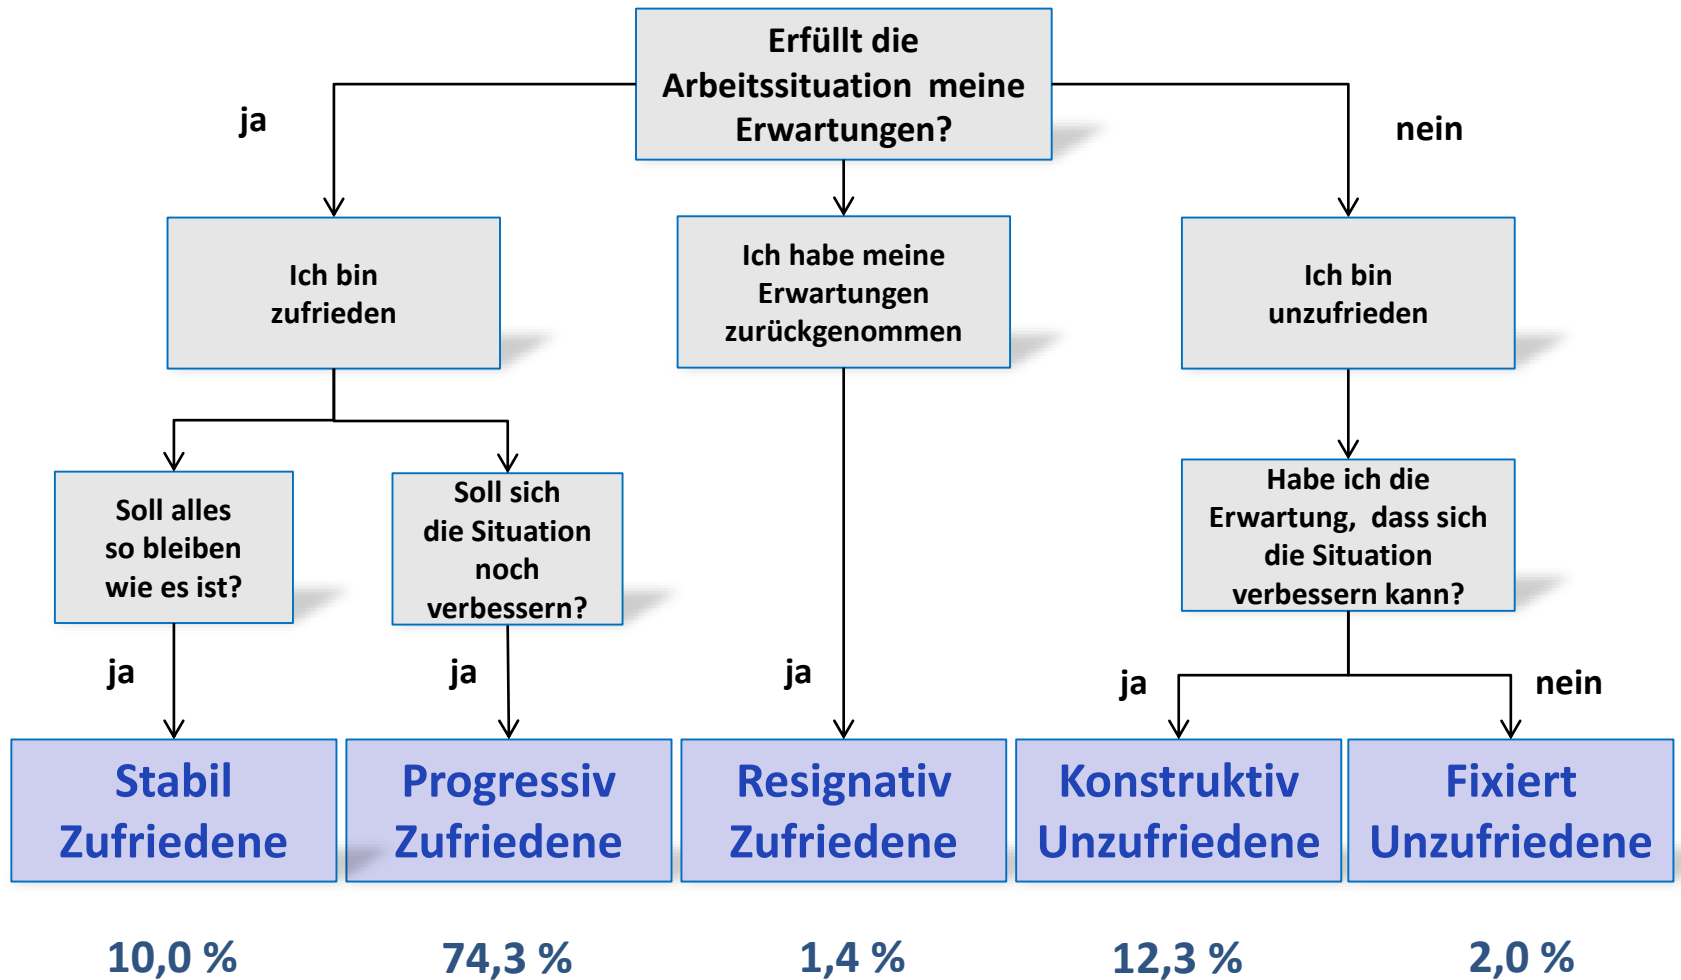 Erfüllt die
Arbeitssituation meine
Erwartungen?
ja
nein
Ich bin
zufrieden
Ich habe meine
Erwartungen
zurückgenommen
Ich bin
unzufrieden
Soll alles
so bleiben
wie es ist?
Soll sich
die Situation
noch
verbessern?
Habe ich die
Erwartung, dass sich
die Situation
verbessern kann?
ja
ja
ja
ja
nein
Stabil
Zufriedene
Progressiv
Zufriedene
Resignativ
Zufriedene
Konstruktiv
Unzufriedene
Fixiert
Unzufriedene
10,0 %
74,3 %
1,4 %
12,3 %
2,0 %